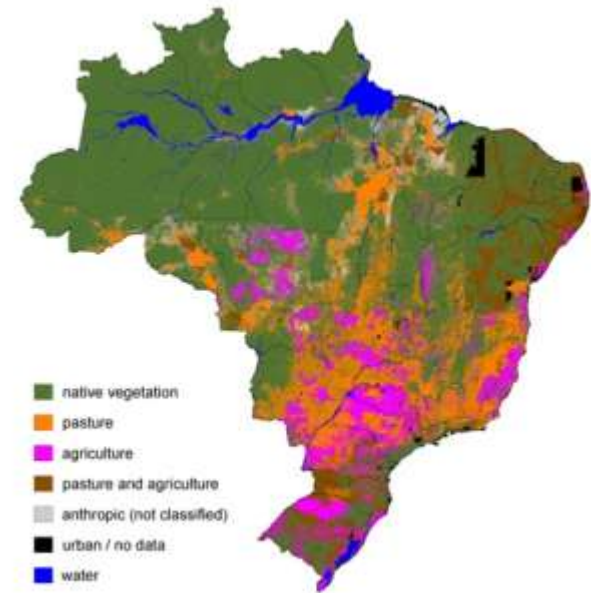 native vegetation
pasture
agriculture
pasture and agriculture
anthropic (not classified)
urban / no data
water